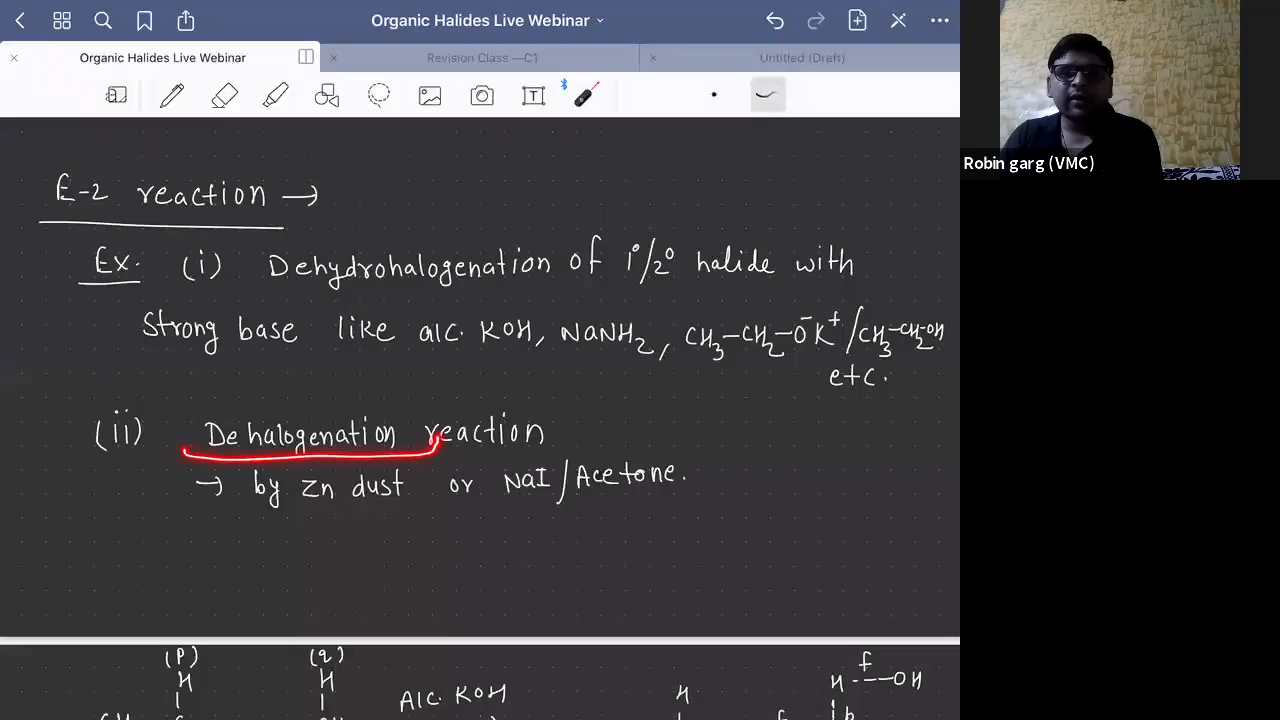 Organic Halides Live Webinar
Organic Halides Live Webinar
Revision Class —C1
Untitled (Draft)
T
Robin garg (VMC)
E-2 reaction →
Ex. (i) Dehydrohalogenation of 1°/2° halide with
Strong base like alc. KOH, NaNH₂, CH₃–CH₂–O⁻K⁺/CH₃–CH₂–OH
etc.
(ii) Dehalogenation reaction
→ by Zn dust or NaI/Acetone.
(p) (q)
H H Alc. KOH H H OH